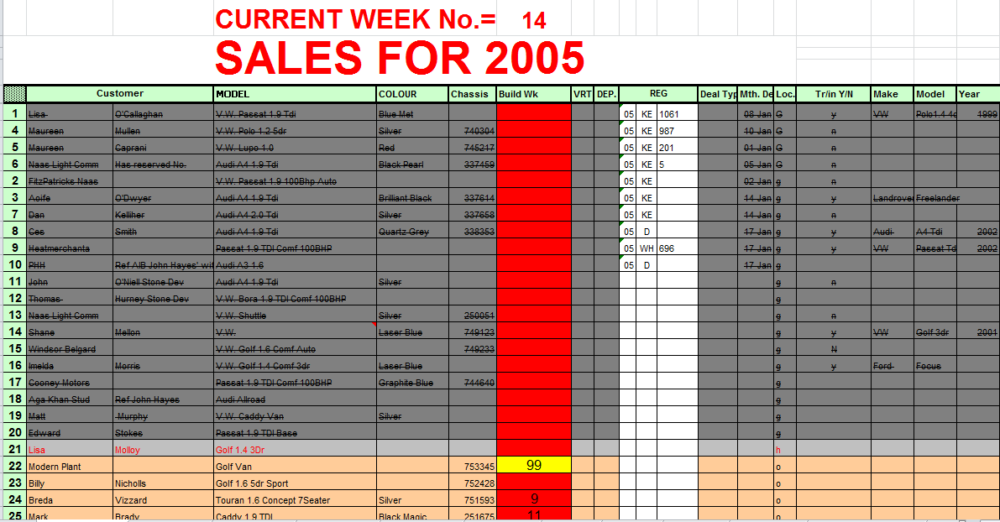 CURRENT WEEK No.= 14
SALES FOR 2005
Customer MODEL COLOUR Chassis Build Wk VRT DEP. REG Deal Typ Mth. De Loc. Tr/in Y/N Make Model Year
1 Lisa O'Callaghan V.W. Passat 1.9 Tdi Blue Met 05 KE 1061 08 Jan G y VW Polo1.4 4d 1999
4 Maureen Mullen V.W. Polo 1.2 5dr Silver 740304 05 KE 987 10 Jan G n
5 Maureen Caprani V.W. Lupo 1.0 Red 745217 05 KE 201 01 Jan G n
6 Naas Light Comm Has reserved No. Audi A4 1.9 Tdi Black Pearl 337459 05 KE 5 05 Jan G n
2 FitzPatricks Naas V.W. Passat 1.9 100Bhp Auto 05 KE 02 Jan g n
3 Aoife O'Dwyer Audi A4 1.9 Tdi Brilliant Black 337614 05 KE 14 Jan g y Landrover Freelander
7 Dan Kelliher Audi A4 2.0 Tdi Silver 337658 05 KE 14 Jan g n
8 Ces Smith Audi A4 1.9 Tdi Quartz Grey 338353 05 D 17 Jan g y Audi A4 Tdi 2002
9 Heatmerchanta Passat 1.9 TDI Comf 100BHP 05 WH 696 17 Jan g y VW Passat Td 2002
10 PHH Ref AIB John Hayes' wif Audi A3 1.6 05 D 17 Jan g
11 John O'Niell Stone Dev Audi A4 1.9 Tdi Silver g n
12 Thomas Hurney Stone Dev V.W. Bora 1.9 TDI Comf 100BHP g
13 Naas Light Comm V.W. Shuttle Silver 250051 g n
14 Shane Mellon V.W. Laser Blue 749123 g y VW Golf 3dr 2001
15 Windsor Belgard V.W. Golf 1.6 Comf Auto 749233 g N
16 Imelda Morris V.W. Golf 1.4 Comf 3dr Laser Blue g y Ford Focus
17 Cooney Motors Passat 1.9 TDI Comf 100BHP Graphite Blue 744640 g
18 Aga Khan Stud Ref John Hayes Audi Allroad g
19 Matt Murphy V.W. Caddy Van Silver g
20 Edward Stokes Passat 1.9 TDI Base g
21 Lisa Molloy Golf 1.4 3Dr h
22 Modern Plant Golf Van 753345 99 o
23 Billy Nicholls Golf 1.6 5dr Sport 752428 o
24 Breda Vizzard Touran 1.6 Concept 7Seater Silver 751593 9 o
25 Mark Brady Caddy 1.9 TDI Black Magic 251675 11 o